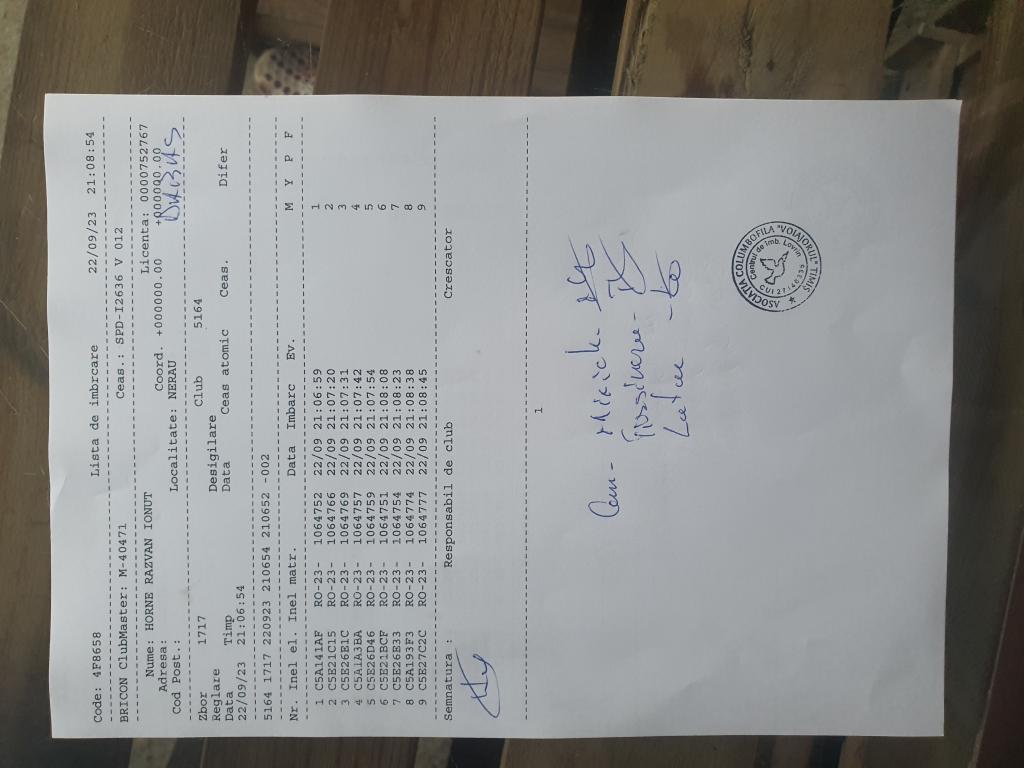 Code: 4F8658 Lista de imbrcare 22/09/23 21:08:54
BRICON ClubMaster: M-40471 Ceas.: SPD-I2636 V 012
Nume: HORNE RAZVAN IONUT Licenta: 0000752767
Adresa: Coord. +000000.00 +000000.00
Cod Post.: Localitate: NERAU
Zbor 1717 Club 5164
Reglare Desigilare
Data Timp Data Ceas atomic Ceas. Difer
22/09/23 21:06:54
5164 1717 220923 210654 210652 -002
Nr. Inel el. Inel matr. Data Imbarc Ev. M Y P F
1 C5A141AF RO-23- 1064752 22/09 21:06:59 1
2 C5E21C15 RO-23- 1064766 22/09 21:07:20 2
3 C5E26E1C RO-23- 1064769 22/09 21:07:31 3
4 C5A1A3BA RO-23- 1064757 22/09 21:07:42 4
5 C5E26D46 RO-23- 1064759 22/09 21:07:54 5
6 C5E21BCF RO-23- 1064751 22/09 21:08:08 6
7 C5E26B33 RO-23- 1064754 22/09 21:08:23 7
8 C5A193F3 RO-23- 1064774 22/09 21:08:38 8
9 C5E27C2C RO-23- 1064777 22/09 21:08:45 9
Semnatura : Responsabil de club Crescator
1
ASOCIATIA COLUMBOFILA "VOIAJORUL" TIMIS
Centrul de Imb. Lovrin
CUI 27146335